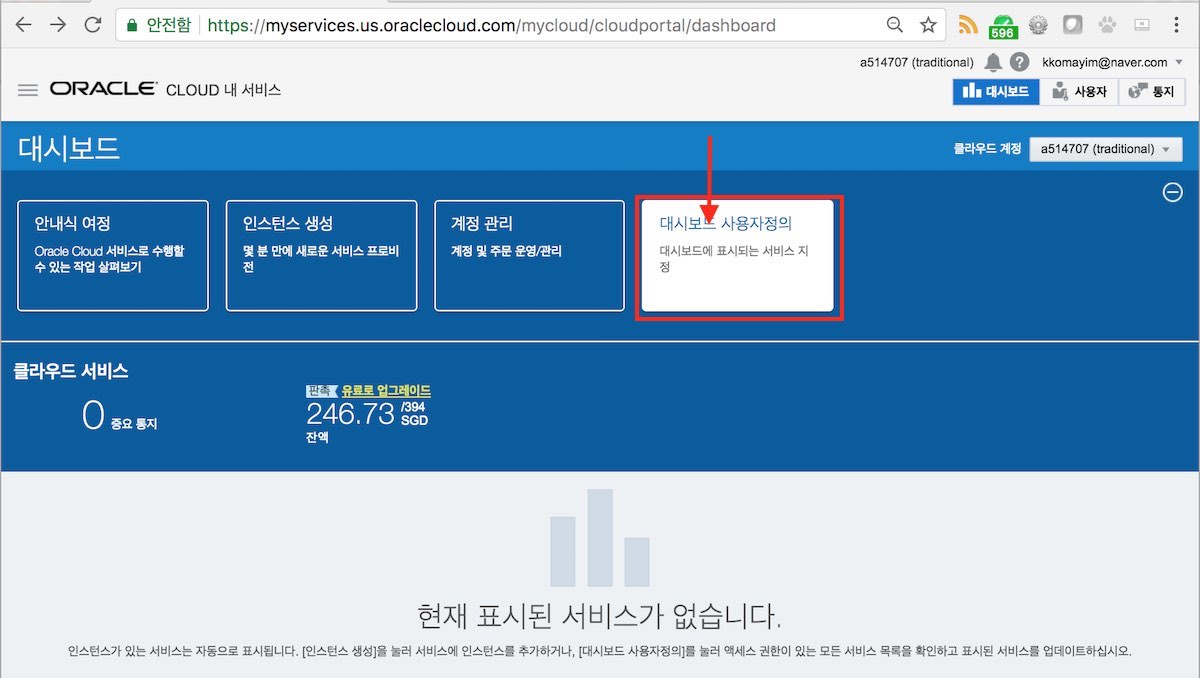 안전함 https://myservices.us.oraclecloud.com/mycloud/cloudportal/dashboard
596
a514707 (traditional) ? kkomayim@naver.com
ORACLE CLOUD 내 서비스
대시보드 사용자 통지
대시보드
클라우드 계정 a514707 (traditional)
안내식 여정
Oracle Cloud 서비스로 수행할
수 있는 작업 살펴보기
인스턴스 생성
몇 분 만에 새로운 서비스 프로비
전
계정 관리
계정 및 주문 운영/관리
대시보드 사용자정의
대시보드에 표시되는 서비스 지
정
클라우드 서비스
0 중요 통지
판촉 유료로 업그레이드
246.73 /394 SGD
잔액
현재 표시된 서비스가 없습니다.
인스턴스가 있는 서비스는 자동으로 표시됩니다. [인스턴스 생성]을 눌러 서비스에 인스턴스를 추가하거나, [대시보드 사용자정의]를 눌러 액세스 권한이 있는 모든 서비스 목록을 확인하고 표시된 서비스를 업데이트하십시오.